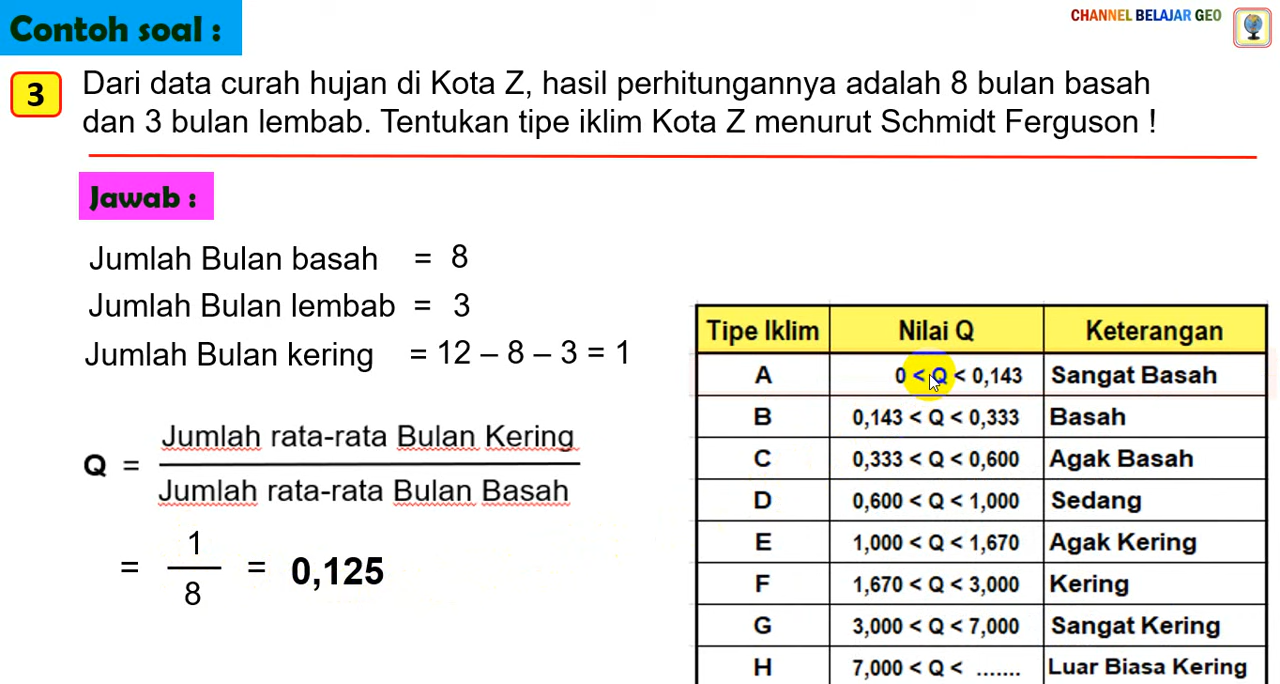 Contoh soal :
CHANNEL BELAJAR GEO
3
Dari data curah hujan di Kota Z, hasil perhitungannya adalah 8 bulan basah
dan 3 bulan lembab. Tentukan tipe iklim Kota Z menurut Schmidt Ferguson !
Jawab :
Jumlah Bulan basah = 8
Jumlah Bulan lembab = 3
Jumlah Bulan kering = 12 – 8 – 3 = 1
Q = Jumlah rata-rata Bulan Kering
Jumlah rata-rata Bulan Basah
= 1
8
= 0,125
Tipe Iklim Nilai Q Keterangan
A 0 < Q < 0,143 Sangat Basah
B 0,143 < Q < 0,333 Basah
C 0,333 < Q < 0,600 Agak Basah
D 0,600 < Q < 1,000 Sedang
E 1,000 < Q < 1,670 Agak Kering
F 1,670 < Q < 3,000 Kering
G 3,000 < Q < 7,000 Sangat Kering
H 7,000 < Q < ....... Luar Biasa Kering